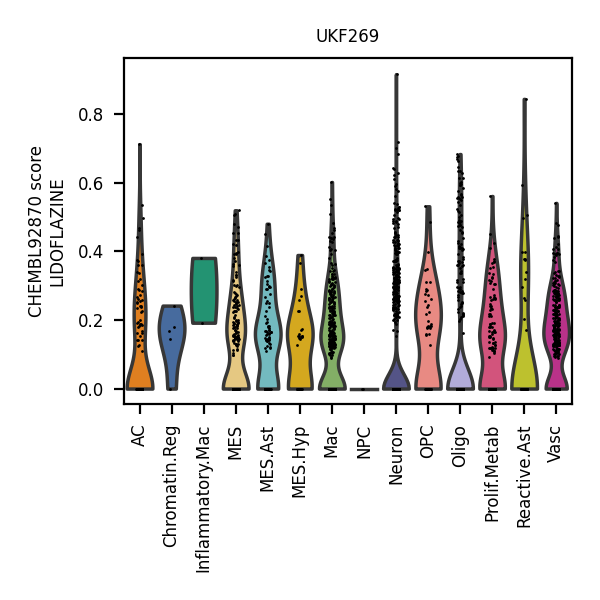 UKF269
CHEMBL92870 score
LIDOFLAZINE
0.8
0.6
0.4
0.2
0.0
AC
Chromatin.Reg
Inflammatory.Mac
MES
MES.Ast
MES.Hyp
Mac
NPC
Neuron
OPC
Oligo
Prolif.Metab
Reactive.Ast
Vasc